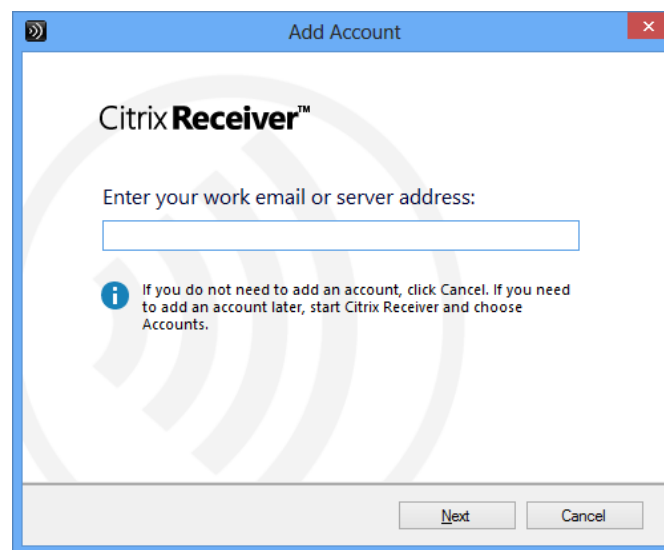 Add Account
Citrix Receiver™
Enter your work email or server address:
If you do not need to add an account, click Cancel. If you need
to add an account later, start Citrix Receiver and choose
Accounts.
Next Cancel